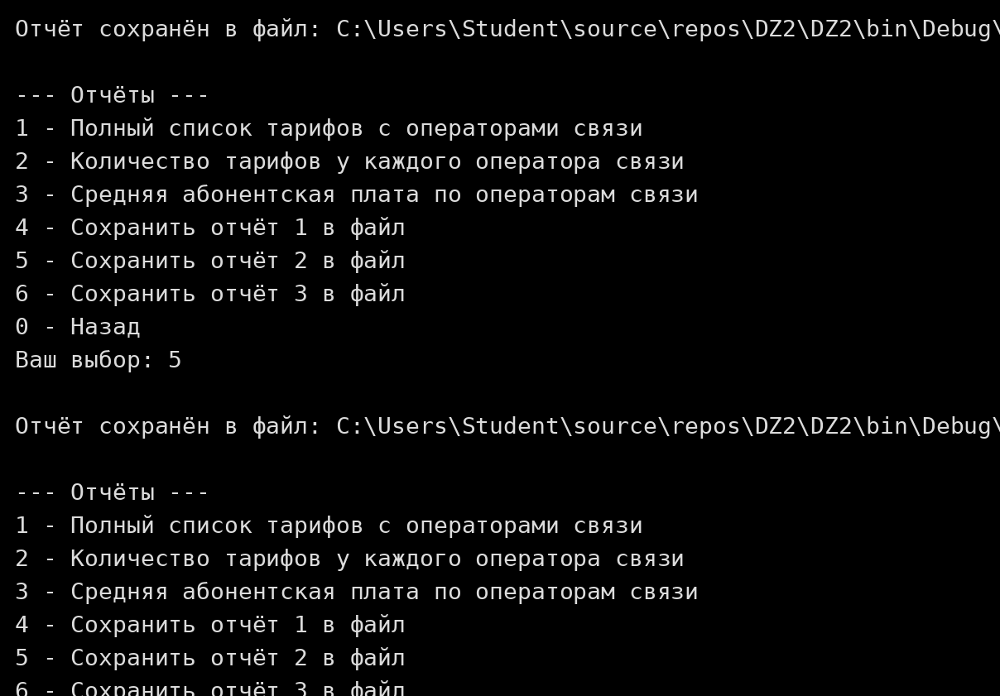 Отчёт сохранён в файл: C:\Users\Student\source\repos\DZ2\DZ2\bin\Debug\
--- Отчёты ---
1 - Полный список тарифов с операторами связи
2 - Количество тарифов у каждого оператора связи
3 - Средняя абонентская плата по операторам связи
4 - Сохранить отчёт 1 в файл
5 - Сохранить отчёт 2 в файл
6 - Сохранить отчёт 3 в файл
0 - Назад
Ваш выбор: 5
Отчёт сохранён в файл: C:\Users\Student\source\repos\DZ2\DZ2\bin\Debug\
--- Отчёты ---
1 - Полный список тарифов с операторами связи
2 - Количество тарифов у каждого оператора связи
3 - Средняя абонентская плата по операторам связи
4 - Сохранить отчёт 1 в файл
5 - Сохранить отчёт 2 в файл
6 - Сохранить отчёт 3 в файл